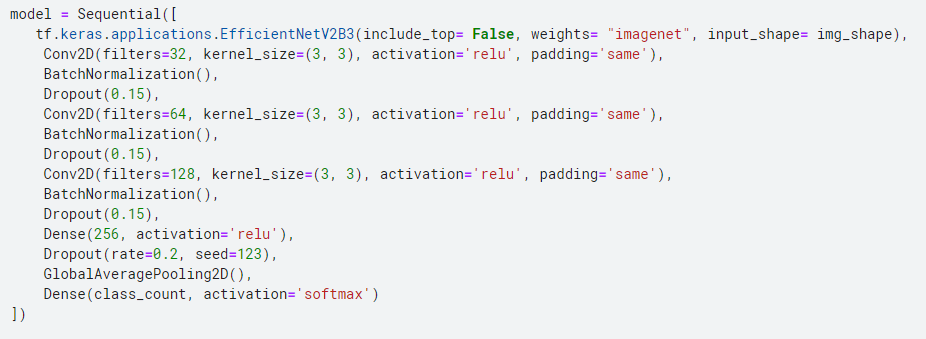 model = Sequential([
tf.keras.applications.EfficientNetV2B3(include_top= False, weights= "imagenet", input_shape= img_shape),
Conv2D(filters=32, kernel_size=(3, 3), activation='relu', padding='same'),
BatchNormalization(),
Dropout(0.15),
Conv2D(filters=64, kernel_size=(3, 3), activation='relu', padding='same'),
BatchNormalization(),
Dropout(0.15),
Conv2D(filters=128, kernel_size=(3, 3), activation='relu', padding='same'),
BatchNormalization(),
Dropout(0.15),
Dense(256, activation='relu'),
Dropout(rate=0.2, seed=123),
GlobalAveragePooling2D(),
Dense(class_count, activation='softmax')
])